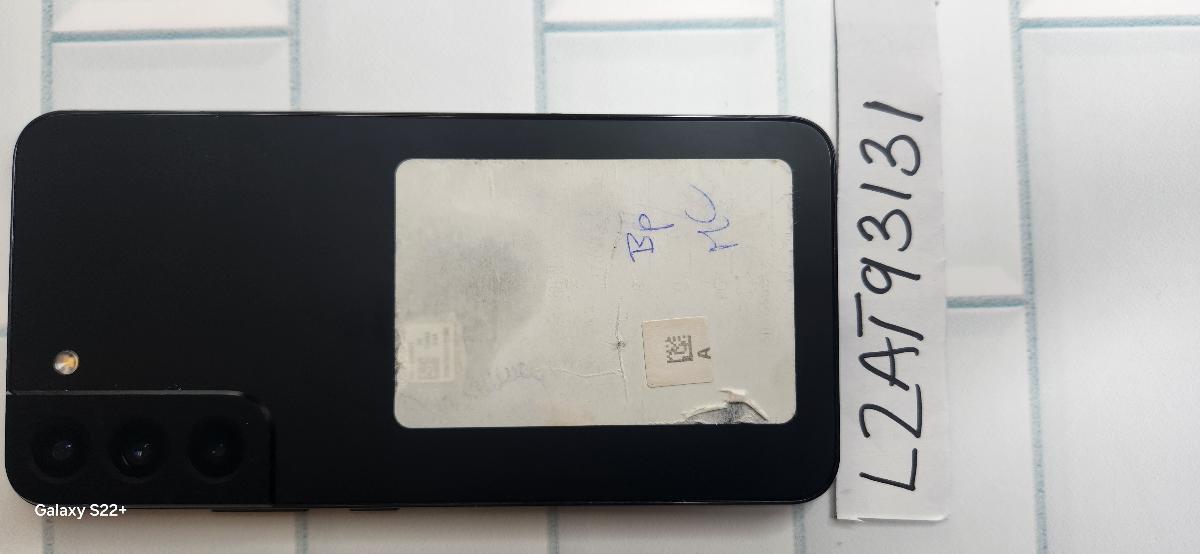 BP
MC
A
L2AT93131
Galaxy S22+